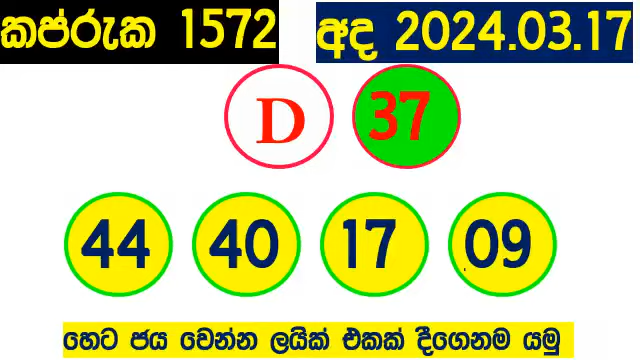 කප්රුක 1572 අද 2024.03.17
D 37
44 40 17 09
හෙට ජය වෙන්න ලයික් එකක් දීගෙනම යමු